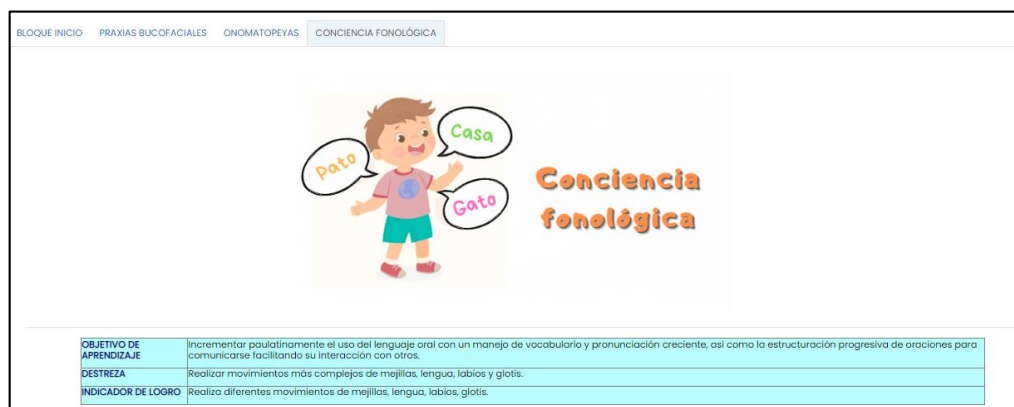 BLOQUE INICIO PRAXIAS BUCOFACIALES ONOMATOPEYAS CONCIENCIA FONOLÓGICA
Pato
Casa
Gato
Conciencia
fonológica
OBJETIVO DE APRENDIZAJE
Incrementar paulatinamente el uso del lenguaje oral con un manejo de vocabulario y pronunciación creciente, así como la estructuración progresiva de oraciones para
comunicarse facilitando su interacción con otros.
DESTREZA
Realizar movimientos más complejos de mejillas, lengua, labios y glotis.
INDICADOR DE LOGRO
Realiza diferentes movimientos de mejillas, lengua, labios, glotis.